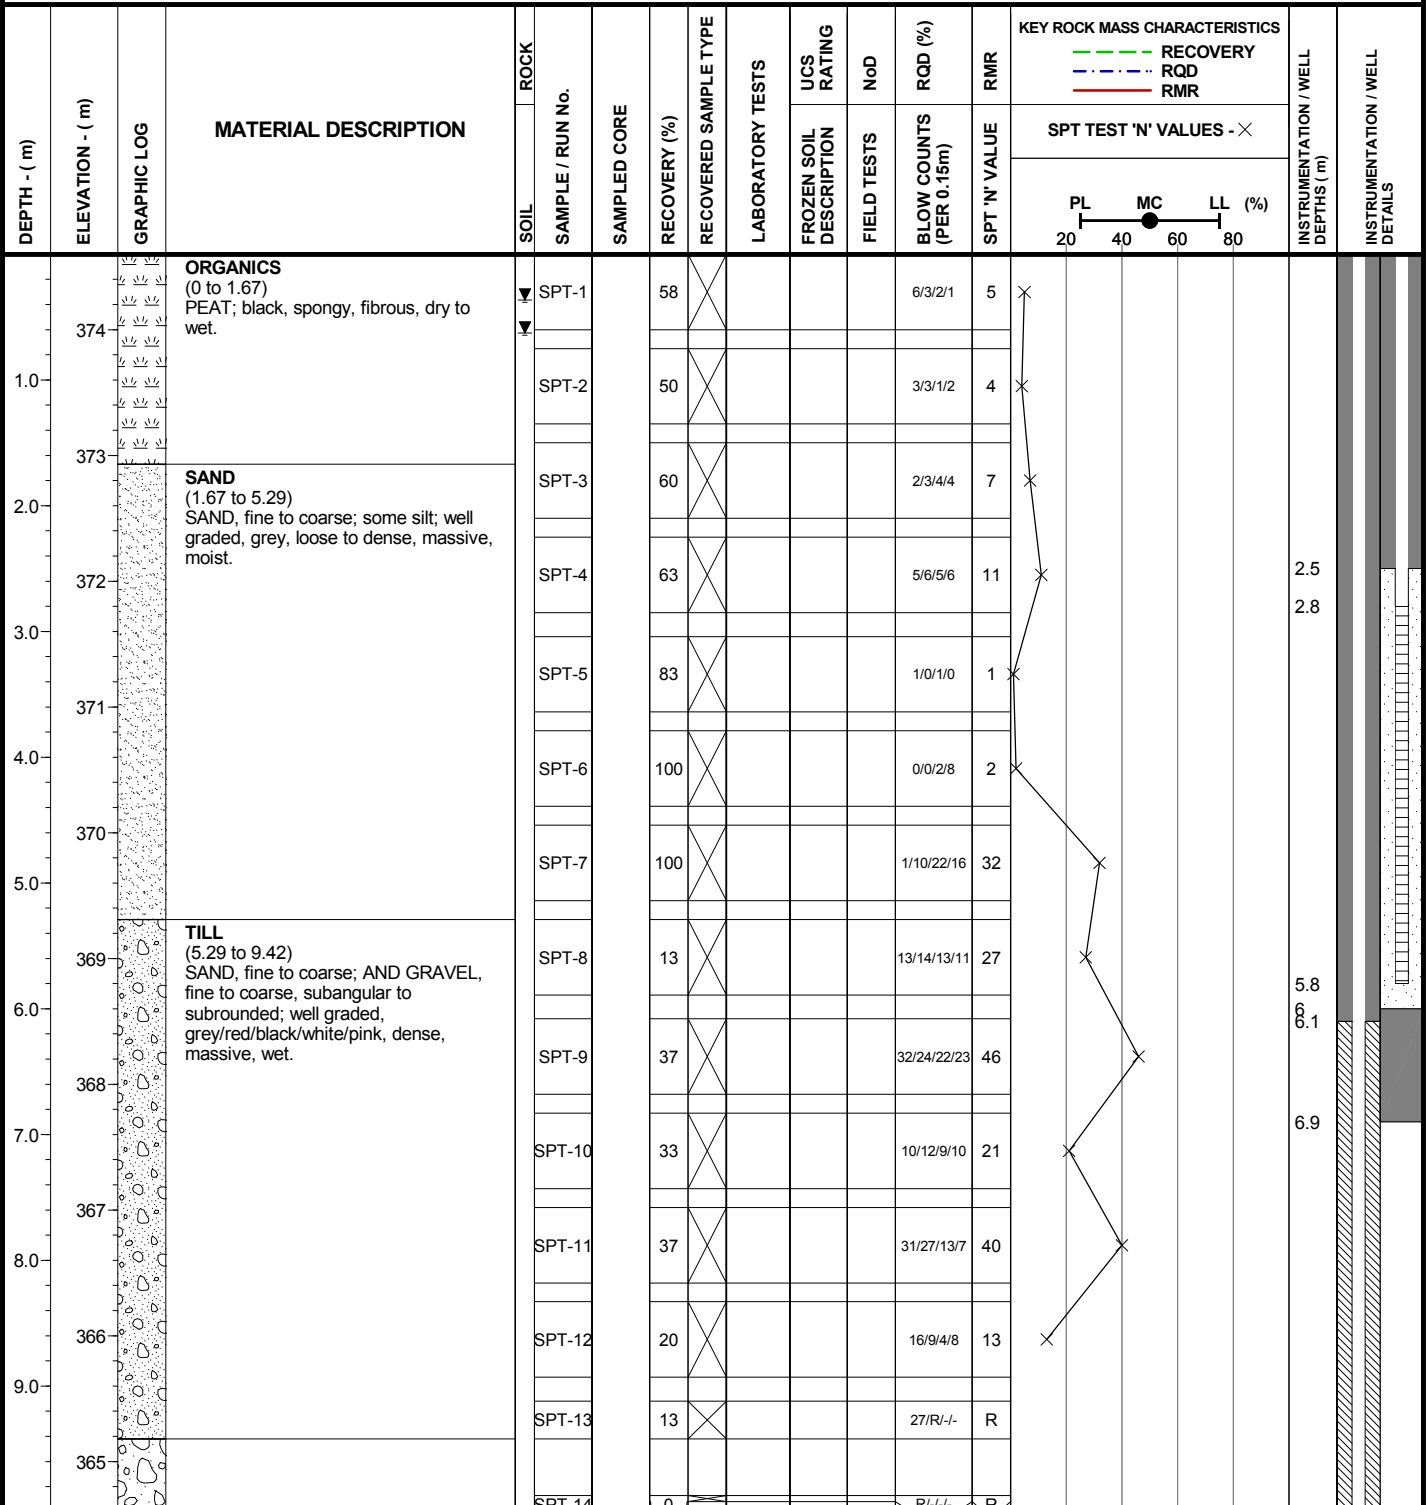 DEPTH - ( m)
ELEVATION - ( m)
GRAPHIC LOG
MATERIAL DESCRIPTION
SOIL
ROCK
SAMPLE / RUN No.
SAMPLED CORE
RECOVERY (%)
RECOVERED SAMPLE TYPE
LABORATORY TESTS
UCS
RATING
FROZEN SOIL
DESCRIPTION
NoD
FIELD TESTS
RQD (%)
BLOW COUNTS
(PER 0.15m)
RMR
SPT 'N' VALUE
KEY ROCK MASS CHARACTERISTICS
RECOVERY
RQD
RMR
SPT TEST 'N' VALUES - ×
PL MC LL (%)
20 40 60 80
INSTRUMENTATION / WELL
DEPTHS ( m)
INSTRUMENTATION / WELL
DETAILS
ORGANICS
(0 to 1.67)
PEAT; black, spongy, fibrous, dry to
wet.
SPT-1 58 6/3/2/1 5
374
1.0
SPT-2 50 3/3/1/2 4
373
SAND
(1.67 to 5.29)
SAND, fine to coarse; some silt; well
graded, grey, loose to dense, massive,
moist.
SPT-3 60 2/3/4/4 7
2.0
372
SPT-4 63 5/6/5/6 11
2.5
2.8
3.0
SPT-5 83 1/0/1/0 1
371
4.0
SPT-6 100 0/0/2/8 2
370
SPT-7 100 1/10/22/16 32
5.0
TILL
(5.29 to 9.42)
SAND, fine to coarse; AND GRAVEL,
fine to coarse, subangular to
subrounded; well graded,
grey/red/black/white/pink, dense,
massive, wet.
369
SPT-8 13 13/14/13/11 27
5.8
6.0
6
6.1
SPT-9 37 32/24/22/23 46
368
6.9
7.0
SPT-10 33 10/12/9/10 21
367
SPT-11 37 31/27/13/7 40
8.0
366
SPT-12 20 16/9/4/8 13
9.0
SPT-13 13 27/R/-/- R
365
SPT-14 0 R/-/-/- R